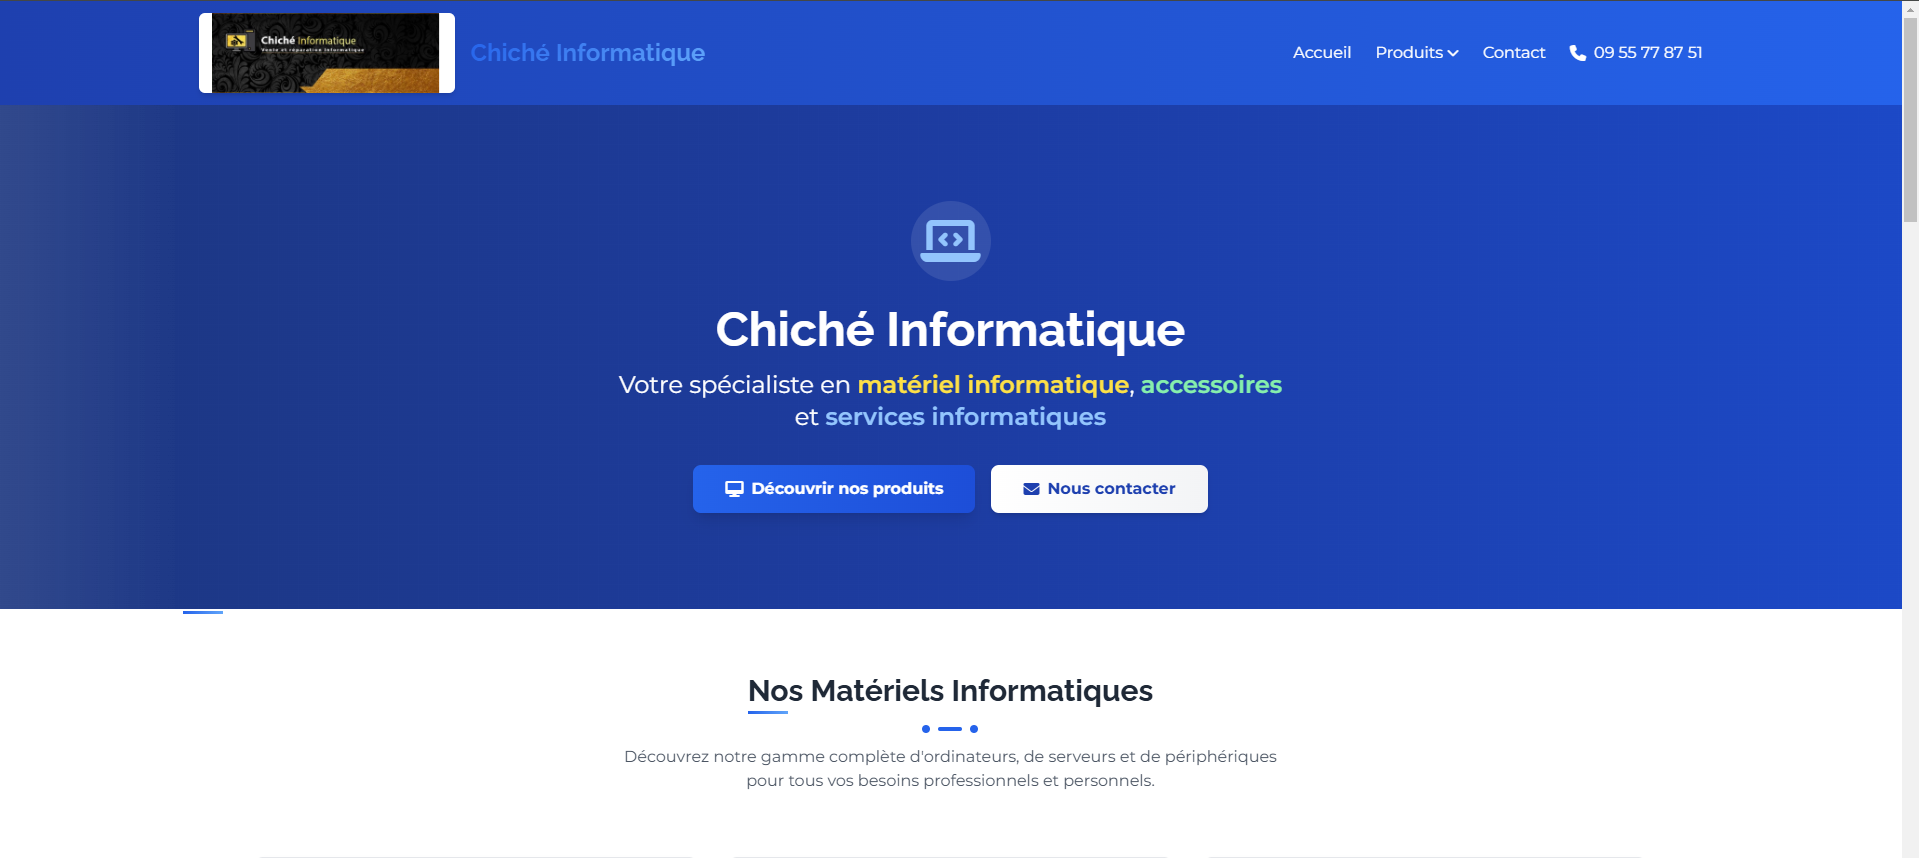 Chiché Informatique
Vente et réparation informatique
Chiché Informatique
Accueil
Produits
Contact
09 55 77 87 51
Chiché Informatique
Votre spécialiste en matériel informatique, accessoires
et services informatiques
Découvrir nos produits
Nous contacter
Nos Matériels Informatiques
Découvrez notre gamme complète d'ordinateurs, de serveurs et de périphériques
pour tous vos besoins professionnels et personnels.